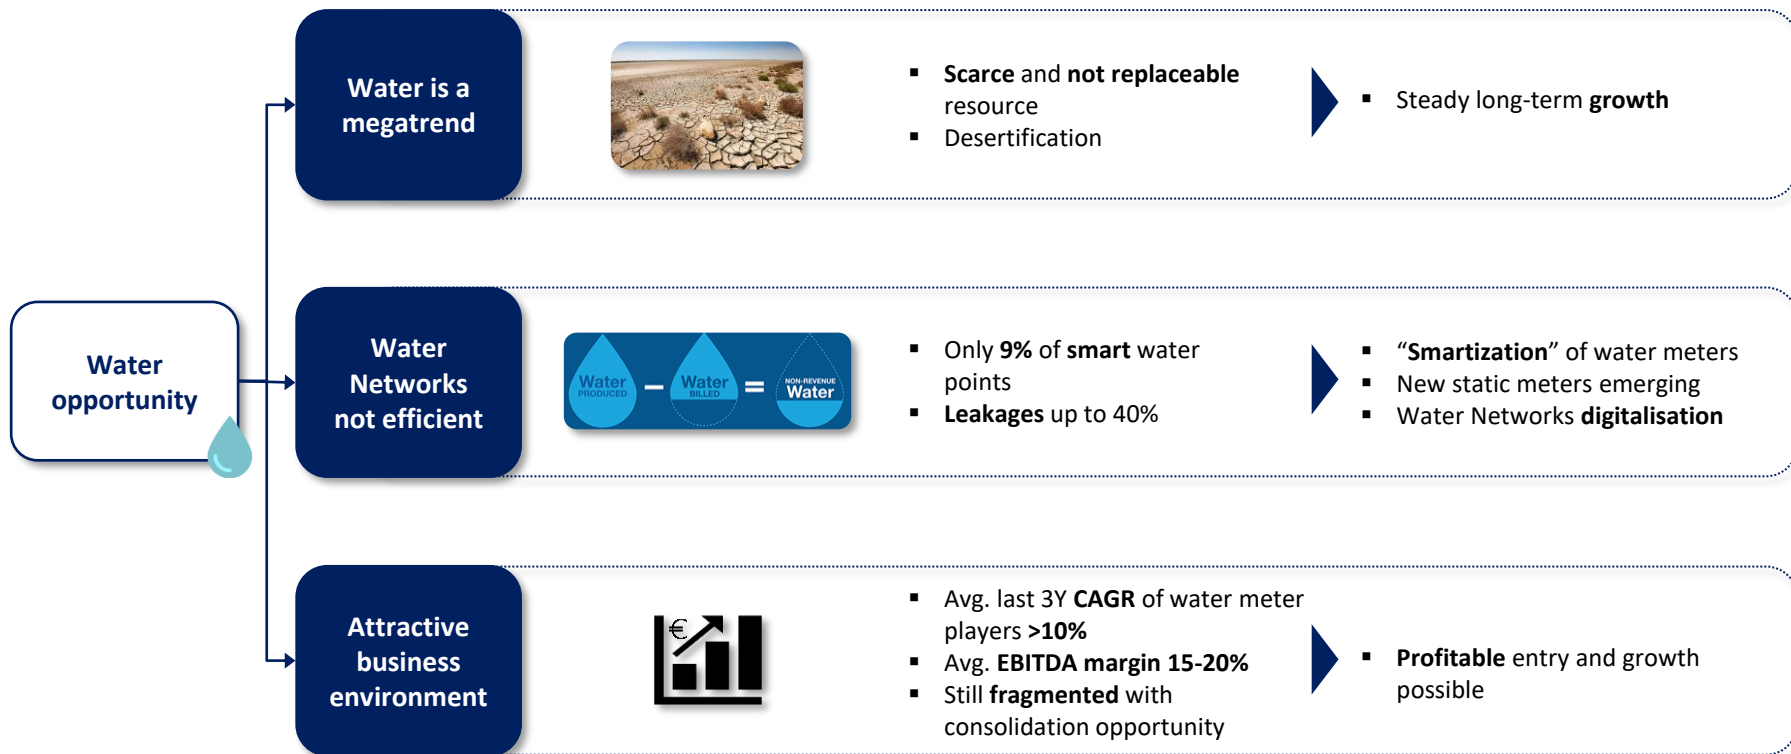 Water
opportunity
Water is a
megatrend
▪ Scarce and not replaceable
resource
▪ Desertification
▪ Steady long-term growth
Water
Networks
not efficient
Water
PRODUCED
–
Water
BILLED
=
NON-REVENUE
Water
▪ Only 9% of smart water
points
▪ Leakages up to 40%
▪ “Smartization” of water meters
▪ New static meters emerging
▪ Water Networks digitalisation
Attractive
business
environment
€
▪ Avg. last 3Y CAGR of water meter
players >10%
▪ Avg. EBITDA margin 15-20%
▪ Still fragmented with
consolidation opportunity
▪ Profitable entry and growth
possible